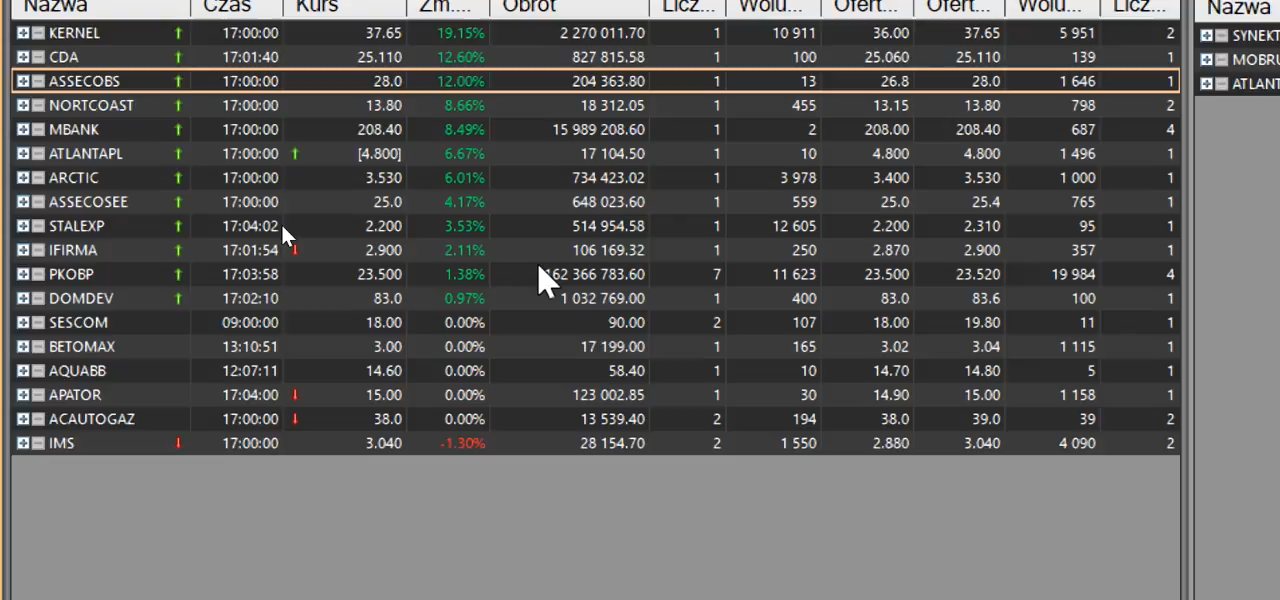 Nazwa Czas Kurs Zm.... Obrót Licz... Wolu... Ofert... Ofert... Wolu... Licz... Nazwa
KERNEL 17:00:00 37.65 19.15% 2 270 011.70 1 10 911 36.00 37.65 5 951 2 SYNEKT
CDA 17:01:40 25.110 12.60% 827 815.58 1 100 25.060 25.110 139 1 MOBRU
ASSECOBS 17:00:00 28.0 12.00% 204 363.80 1 13 26.8 28.0 1 646 1 ATLANT
NORTCOAST 17:00:00 13.80 8.66% 18 312.05 1 455 13.15 13.80 798 2
MBANK 17:00:00 208.40 8.49% 15 989 208.60 1 2 208.00 208.40 687 4
ATLANTAPL 17:00:00 [4.800] 6.67% 17 104.50 1 10 4.800 4.800 1 496 1
ARCTIC 17:00:00 3.530 6.01% 734 423.02 1 3 978 3.400 3.530 1 000 1
ASSECOSEE 17:00:00 25.0 4.17% 648 023.60 1 559 25.0 25.4 765 1
STALEXP 17:04:02 2.200 3.53% 514 954.58 1 12 605 2.200 2.310 95 1
IFIRMA 17:01:54 2.900 2.11% 106 169.32 1 250 2.870 2.900 357 1
PKOBP 17:03:58 23.500 1.38% 162 366 783.60 7 11 623 23.500 23.520 19 984 4
DOMDEV 17:02:10 83.0 0.97% 1 032 769.00 1 400 83.0 83.6 100 1
SESCOM 09:00:00 18.00 0.00% 90.00 2 107 18.00 19.80 11 1
BETOMAX 13:10:51 3.00 0.00% 17 199.00 1 165 3.02 3.04 1 115 1
AQUABB 12:07:11 14.60 0.00% 58.40 1 10 14.70 14.80 5 1
APATOR 17:04:00 15.00 0.00% 123 002.85 1 30 14.90 15.00 1 158 1
ACAUTOGAZ 17:00:00 38.0 0.00% 13 539.40 2 194 38.0 39.0 39 2
IMS 17:00:00 3.040 -1.30% 28 154.70 2 1 550 2.880 3.040 4 090 2